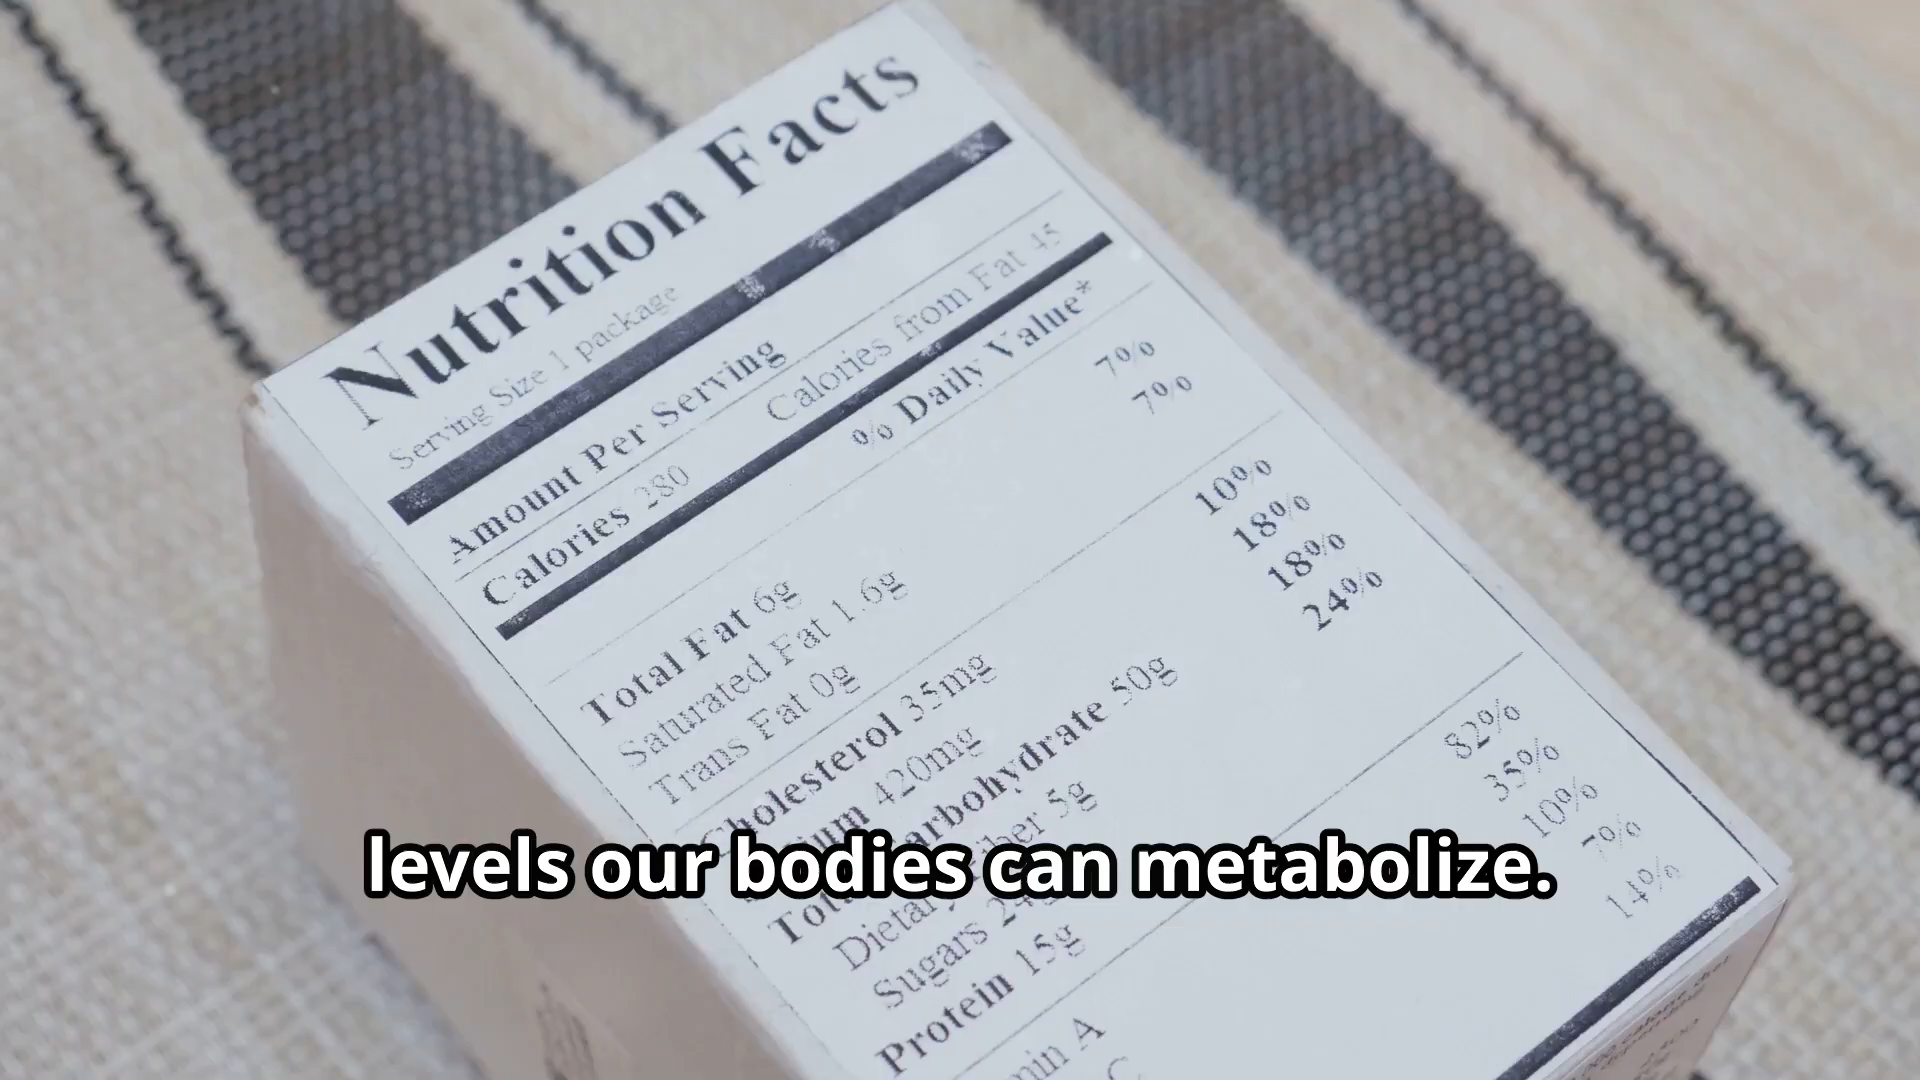 Nutrition Facts
Serving Size 1 package
Amount Per Serving
Calories 280 Calories from Fat 45
% Daily Value*
Total Fat 6g 7%
Saturated Fat 1.6g 7%
Trans Fat 0g
Cholesterol 35mg 10%
420mg 18%
Total Carbohydrate 50g 18%
Dietary Fiber 5g 24%
Sugars
Protein 15g
82%
35%
10%
7%
14%
A
C
levels our bodies can metabolize.